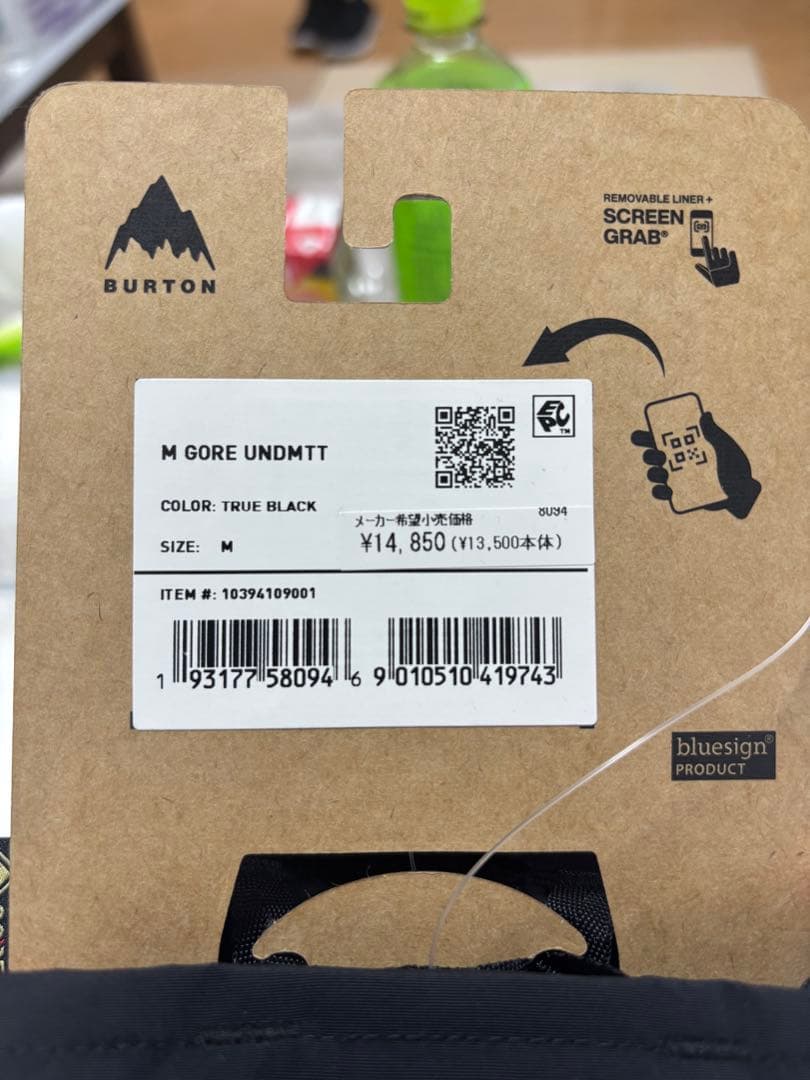 BURTON
REMOVABLE LINER +
SCREEN
GRAB®
M GORE UNDMTT
COLOR: TRUE BLACK
8094
メーカー希望小売価格
SIZE: M
¥14,850(¥13,500本体)
ITEM #: 10394109001
1 93177 58094 6
9 010510 419743
bluesign®
PRODUCT